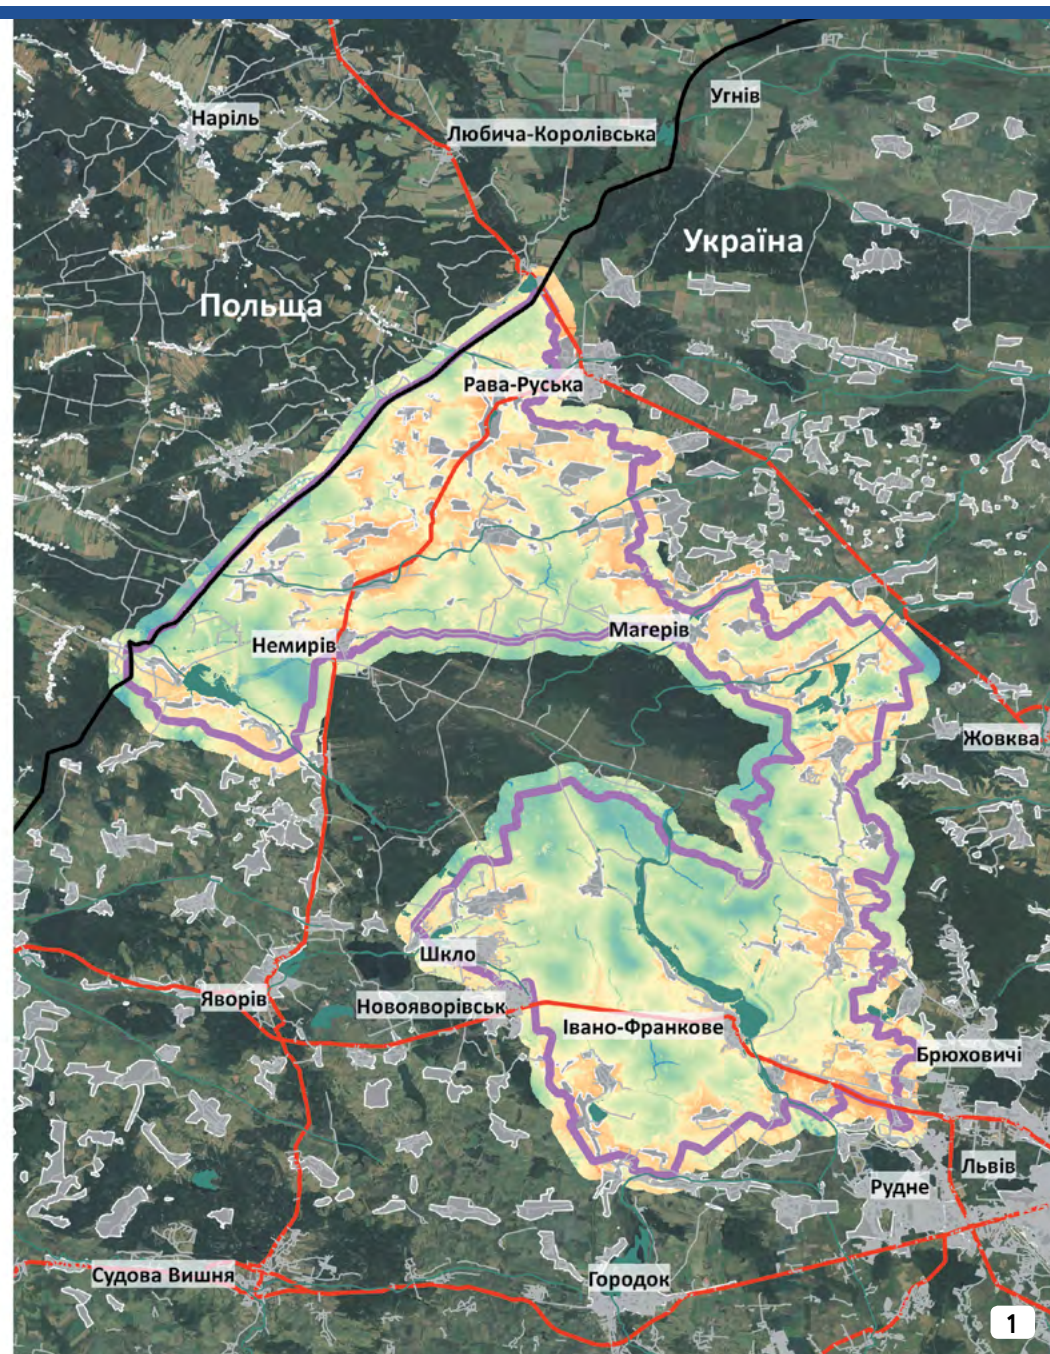 Угнів
Наріль
Любича-Королівська
Україна
Польща
Рава-Руська
Магерів
Немирів
Жовква
Шкло
Яворів
Новояворівськ
Івано-Франкове
Брюховичі
Львів
Рудне
Судова Вишня
Городок
1